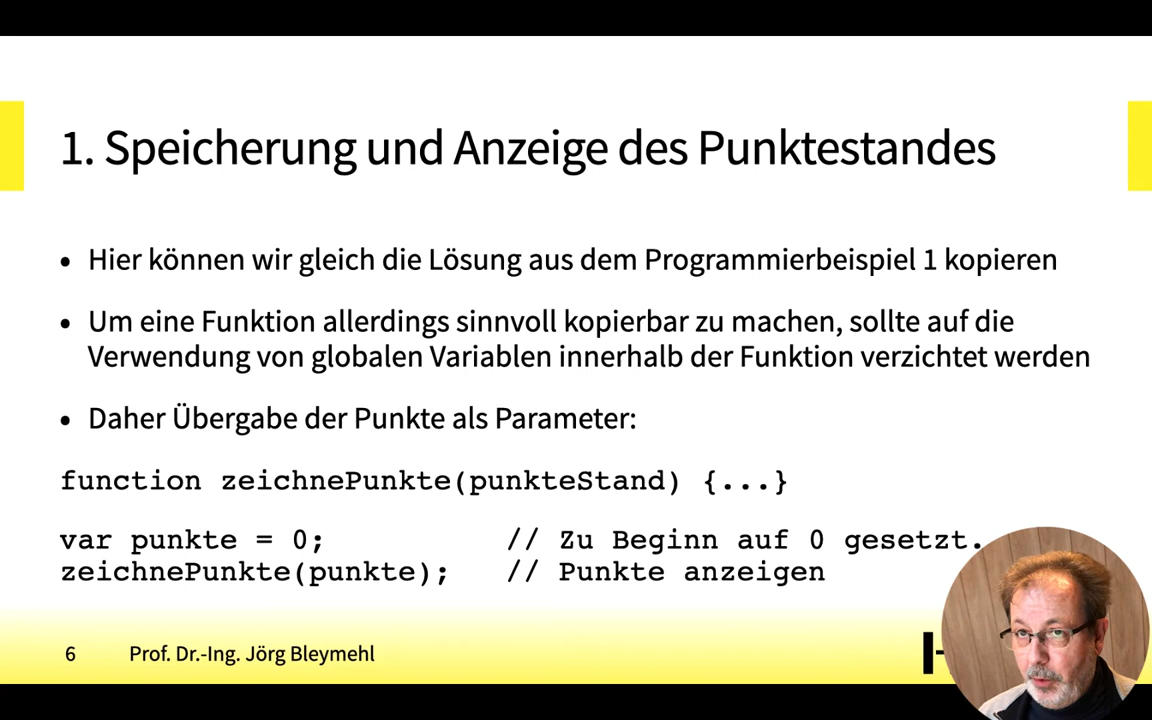 1. Speicherung und Anzeige des Punktestandes
• Hier können wir gleich die Lösung aus dem Programmierbeispiel 1 kopieren
• Um eine Funktion allerdings sinnvoll kopierbar zu machen, sollte auf die
Verwendung von globalen Variablen innerhalb der Funktion verzichtet werden
• Daher Übergabe der Punkte als Parameter:
function zeichnePunkte(punkteStand) {...}
var punkte = 0; // Zu Beginn auf 0 gesetzt.
zeichnePunkte(punkte); // Punkte anzeigen
6 Prof. Dr.-Ing. Jörg Bleymehl